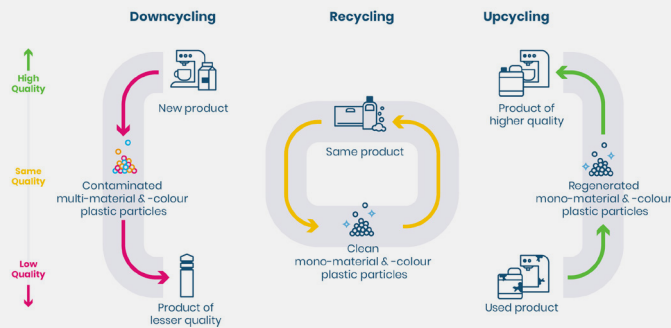 Downcycling
Recycling
Upcycling
High
Quality
Same
Quality
Low
Quality
New product
Contaminated
multi-material & -colour
plastic particles
Product of
lesser quality
Same product
Clean
mono-material & -colour
plastic particles
Product of
higher quality
Regenerated
mono-material & -colour
plastic particles
Used product